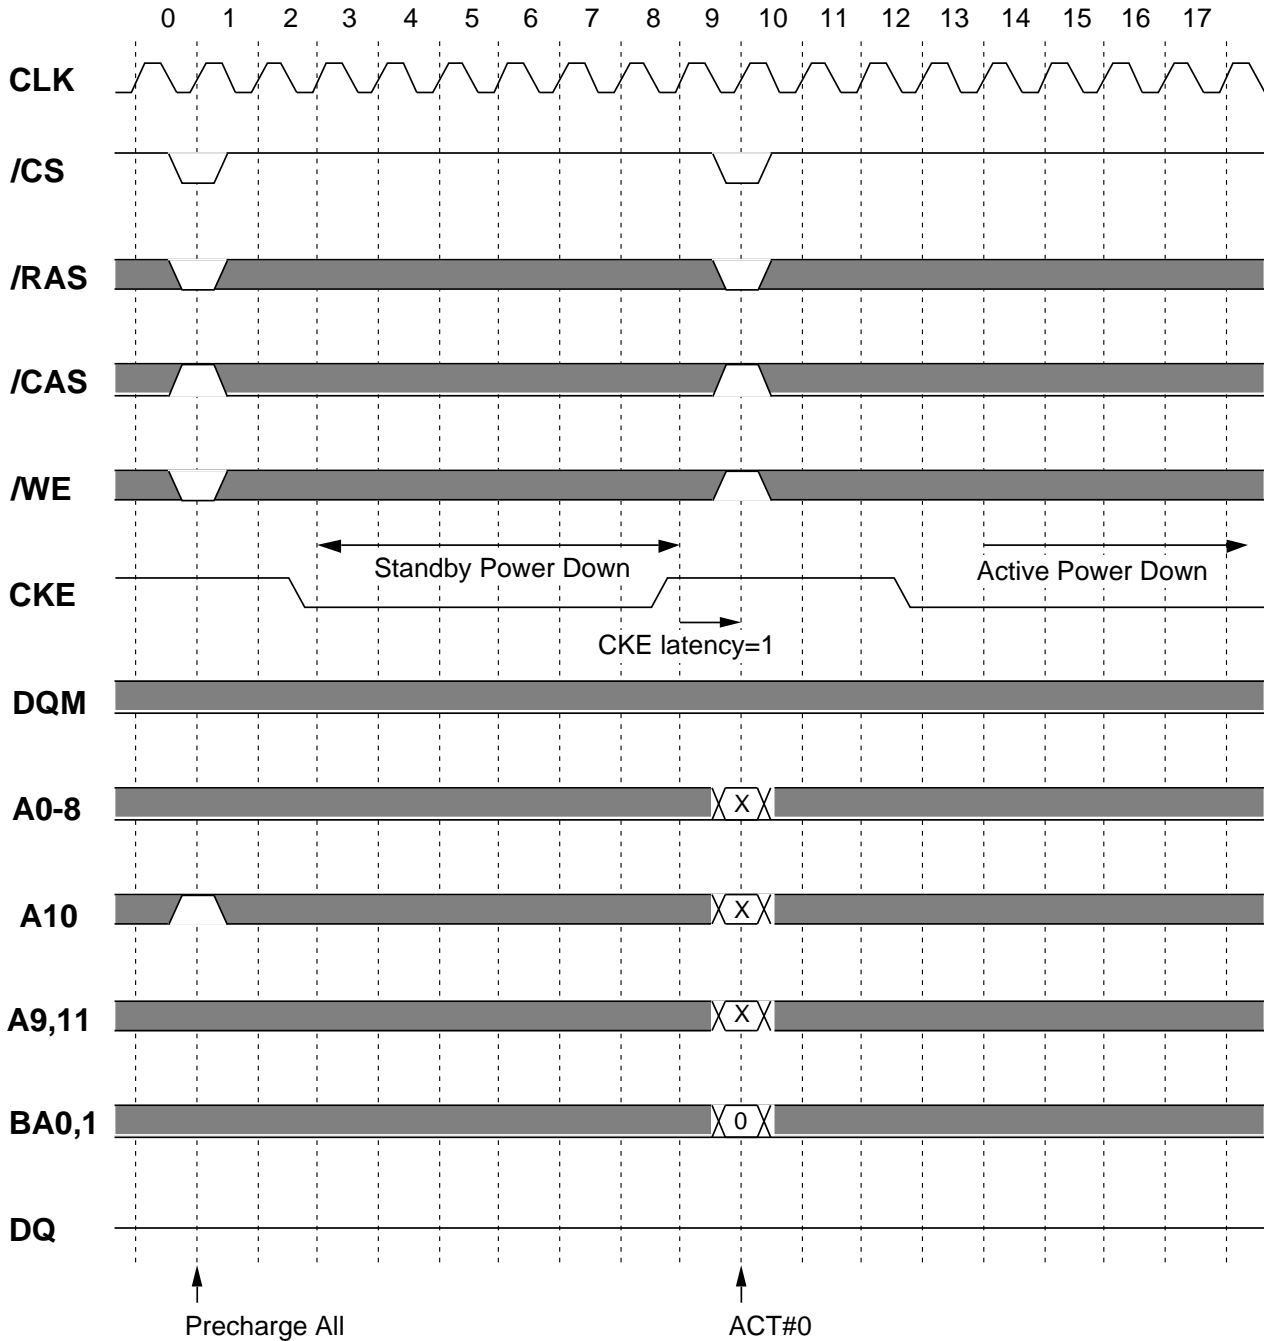 0 1 2 3 4 5 6 7 8 9 10 11 12 13 14 15 16 17
CLK
/CS
/RAS
/CAS
/WE
Standby Power Down
Active Power Down
CKE
CKE latency=1
DQM
A0-8
X
A10
X
A9,11
X
BA0,1
0
DQ
Precharge All
ACT#0